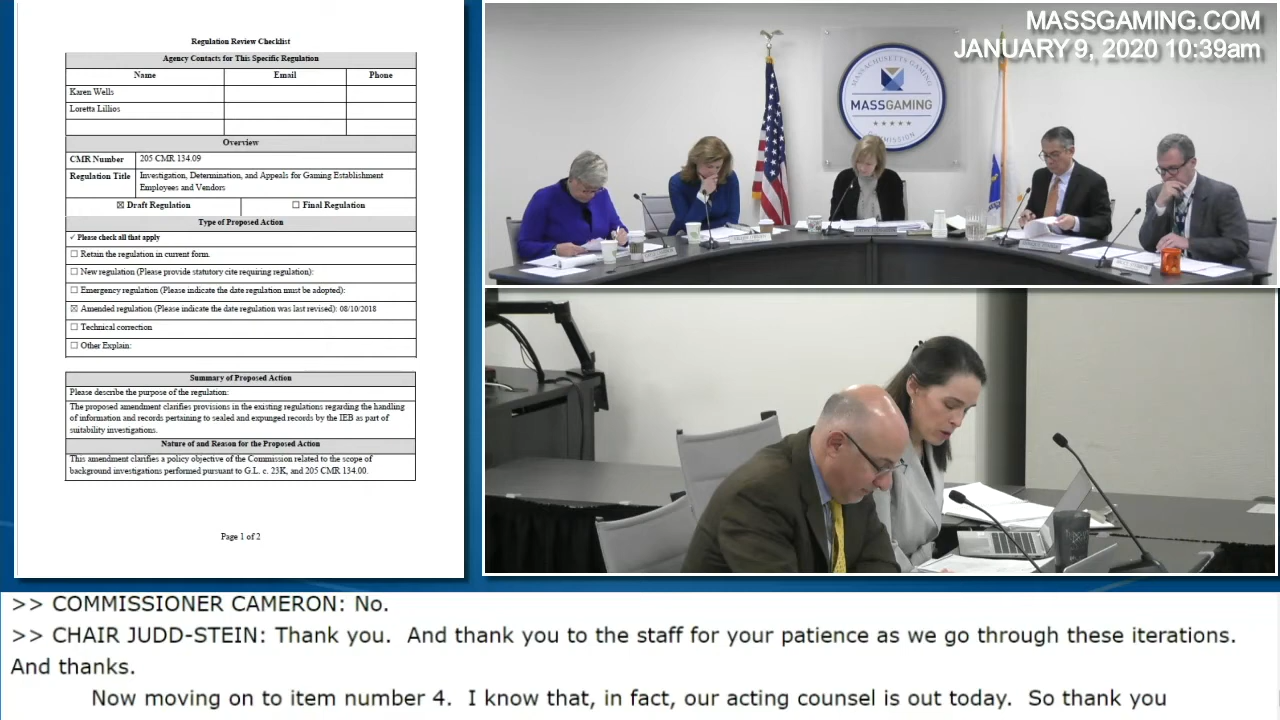 Regulation Review Checklist
Agency Contacts for This Specific Regulation
Name Email Phone
Karen Wells
Loretta Lillios
Overview
CMR Number 205 CMR 134.09
Regulation Title Investigation, Determination, and Appeals for Gaming Establishment
Employees and Vendors
☒ Draft Regulation ☐ Final Regulation
Type of Proposed Action
✓ Please check all that apply
☐ Retain the regulation in current form.
☐ New regulation (Please provide statutory cite requiring regulation):
☐ Emergency regulation (Please indicate the date regulation must be adopted):
☒ Amended regulation (Please indicate the date regulation was last revised): 08/10/2018
☐ Technical correction
☐ Other Explain:
Summary of Proposed Action
Please describe the purpose of the regulation:
The proposed amendment clarifies provisions in the existing regulations regarding the handling
of information and records pertaining to sealed and expunged records by the IEB as part of
suitability investigations.
Nature of and Reason for the Proposed Action
This amendment clarifies a policy objective of the Commission related to the scope of
background investigations performed pursuant to G.L. c. 23K, and 205 CMR 134.00.
Page 1 of 2
MASSGAMING.COM
JANUARY 9, 2020 10:39am
MASSACHUSETTS GAMING
MASSGAMING
COMMISSION
>> COMMISSIONER CAMERON: No.
>> CHAIR JUDD-STEIN: Thank you. And thank you to the staff for your patience as we go through these iterations.
And thanks.
Now moving on to item number 4. I know that, in fact, our acting counsel is out today. So thank you